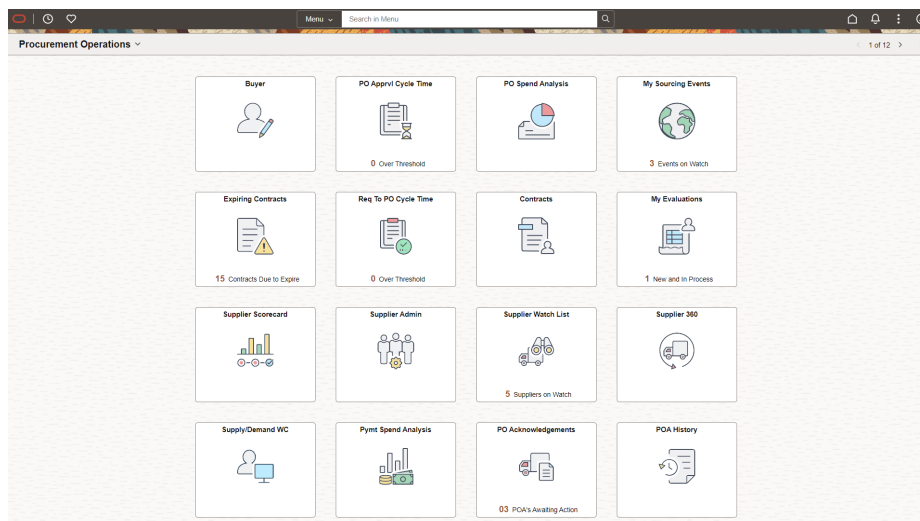 Menu
Search in Menu
Procurement Operations
1 of 12
Buyer
PO Apprvl Cycle Time
0 Over Threshold
PO Spend Analysis
My Sourcing Events
3 Events on Watch
Expiring Contracts
15 Contracts Due to Expire
Req To PO Cycle Time
0 Over Threshold
Contracts
My Evaluations
1 New and In Process
Supplier Scorecard
Supplier Admin
Supplier Watch List
5 Suppliers on Watch
Supplier 360
Supply/Demand WC
Pymt Spend Analysis
PO Acknowledgements
03 POA's Awaiting Action
POA History